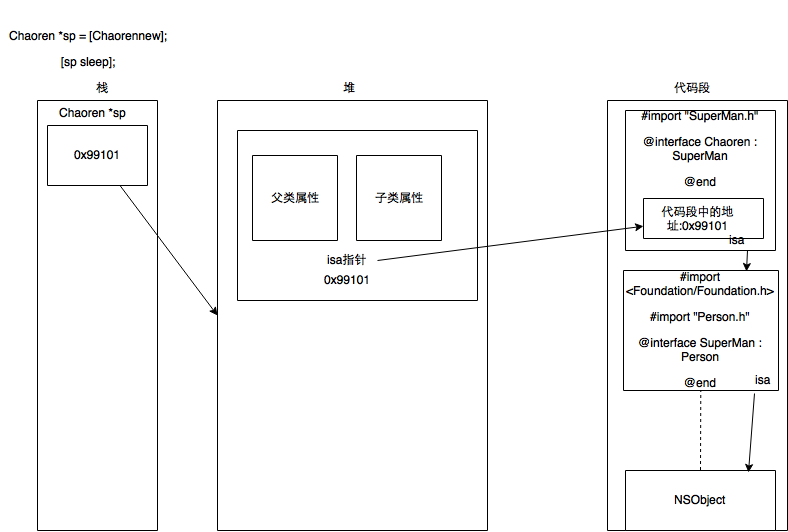 Chaoren *sp = [Chaorennew];
[sp sleep];
栈
堆
代码段
Chaoren *sp
0x99101
父类属性
子类属性
isa指针
0x99101
#import "SuperMan.h"
@interface Chaoren :
SuperMan
@end
代码段中的地
址:0x99101
isa
#import
<Foundation/Foundation.h>
#import "Person.h"
@interface SuperMan :
Person
@end
isa
NSObject